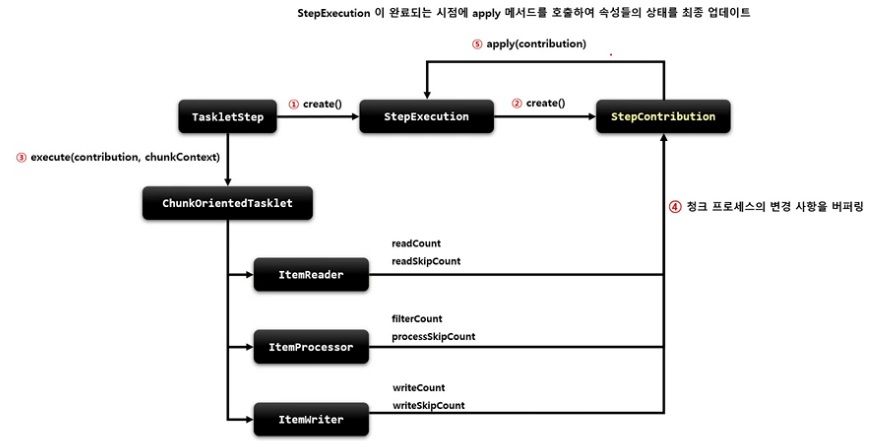 StepExecution 이 완료되는 시점에 apply 메서드를 호출하여 속성들의 상태를 최종 업데이트
⑤ apply(contribution)
TaskletStep
① create()
StepExecution
② create()
StepContribution
③ execute(contribution, chunkContext)
ChunkOrientedTasklet
④ 청크 프로세스의 변경 사항을 버퍼링
readCount
readSkipCount
ItemReader
filterCount
processSkipCount
ItemProcessor
writeCount
writeSkipCount
ItemWriter